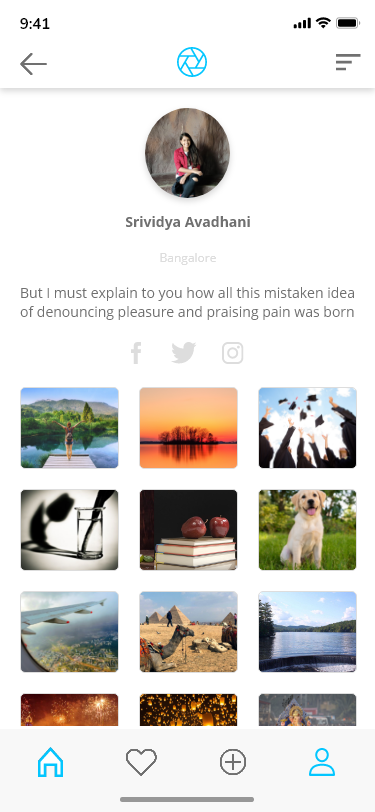 9:41
Srividya Avadhani
Bangalore
But I must explain to you how all this mistaken idea
of denouncing pleasure and praising pain was born